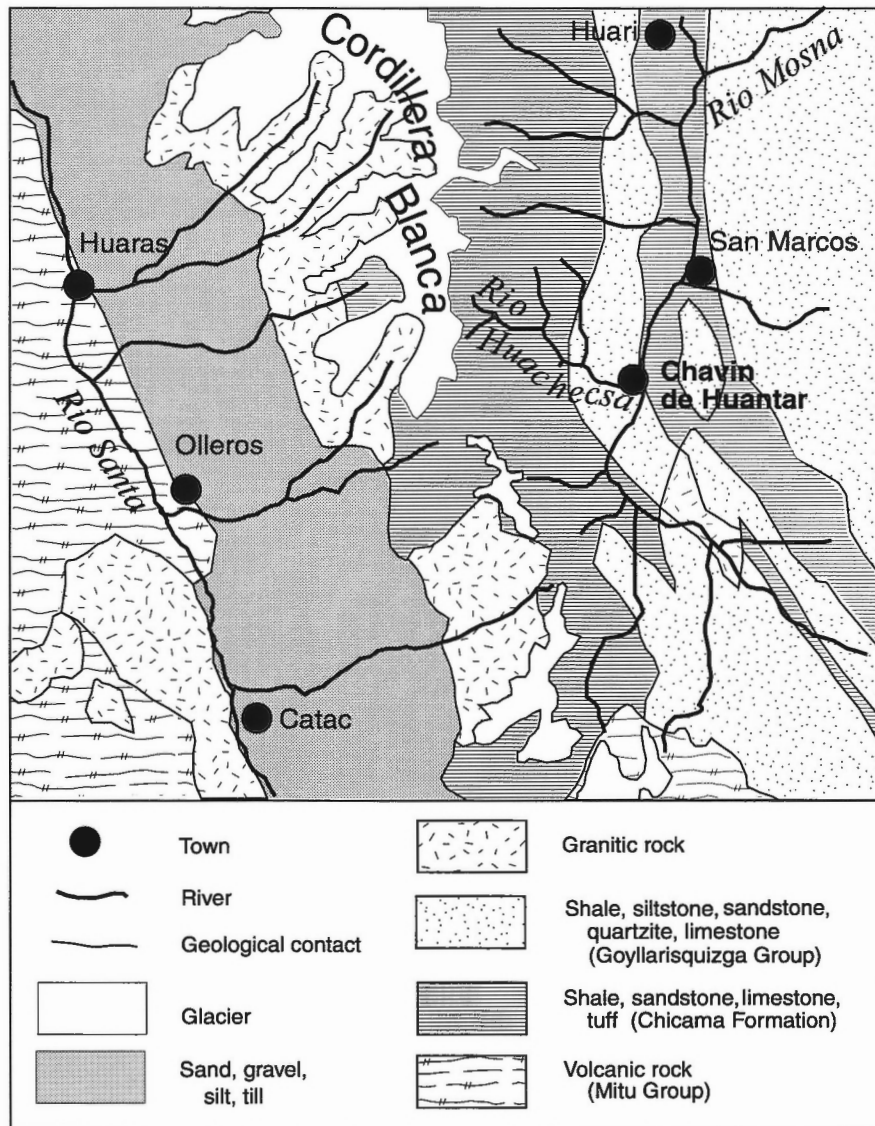 Cordillera
Blanca
Huari
Rio Mosna
Huaras
San Marcos
Rio
Huachecsa
Chavin
de Huantar
Rio Santa
Olleros
Catac
Town
River
Geological contact
Glacier
Sand, gravel,
silt, till
Granitic rock
Shale, siltstone, sandstone,
quartzite, limestone
(Goyllarisquizga Group)
Shale, sandstone, limestone,
tuff (Chicama Formation)
Volcanic rock
(Mitu Group)